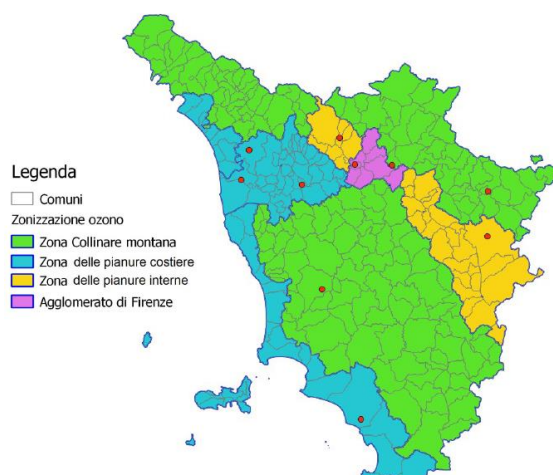 Legenda
Comuni
Zonizzazione ozono
Zona Collinare montana
Zona delle pianure costiere
Zona delle pianure interne
Agglomerato di Firenze